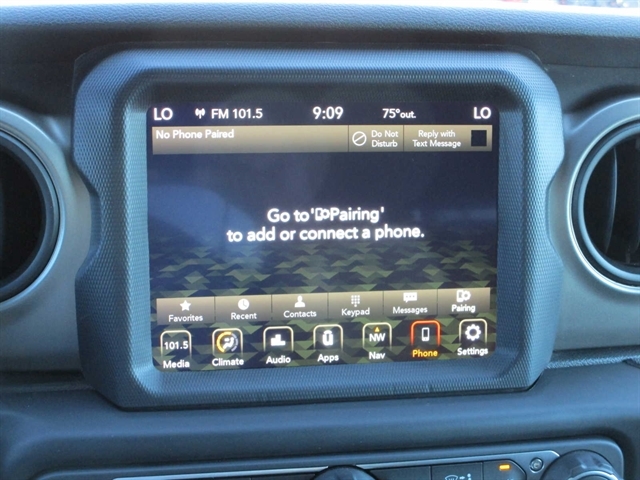 LO FM 101.5 9:09 75°out. LO
No Phone Paired Do Not Disturb Reply with Text Message
Go to 'Pairing'
to add or connect a phone.
Favorites Recent Contacts Keypad Messages Pairing
101.5 NW
Media Climate Audio Apps Nav Phone Settings